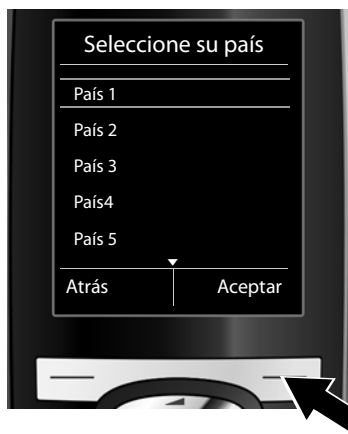 Seleccione su país
País 1
País 2
País 3
País4
País 5
Atrás Aceptar